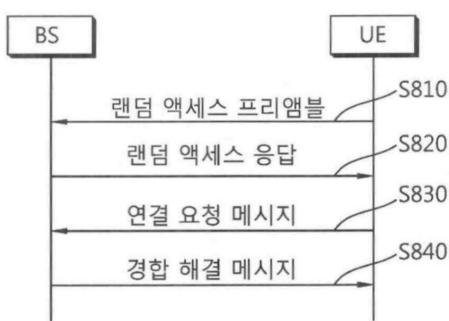 BS
UE
S810
랜덤 액세스 프리앰블
S820
랜덤 액세스 응답
S830
연결 요청 메시지
S840
경합 해결 메시지